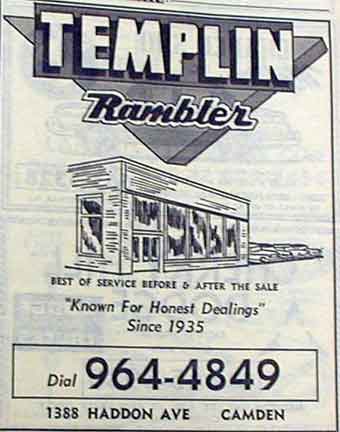 TEMPLIN
Rambler
BEST OF SERVICE BEFORE & AFTER THE SALE
"Known For Honest Dealings"
Since 1935
Dial 964-4849
1388 HADDON AVE CAMDEN